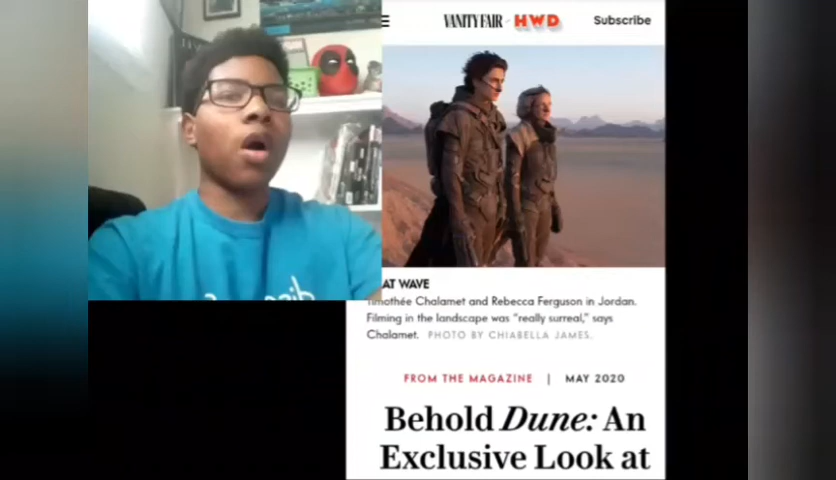 VANITY FAIR HWD
Subscribe
AT WAVE
Timothée Chalamet and Rebecca Ferguson in Jordan.
Filming in the landscape was “really surreal,” says
Chalamet. PHOTO BY CHIABELLA JAMES.
FROM THE MAGAZINE | MAY 2020
Behold Dune: An
Exclusive Look at